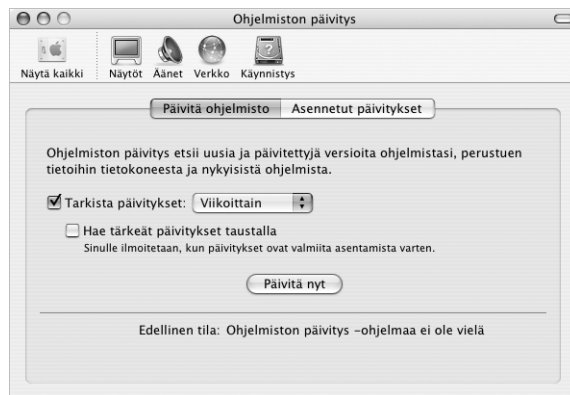 Ohjelmiston päivitys
Näytä kaikki Näytöt Äänet Verkko Käynnistys
Päivitä ohjelmisto Asennetut päivitykset
Ohjelmiston päivitys etsii uusia ja päivitettyjä versioita ohjelmistasi, perustuen
tietoihin tietokoneesta ja nykyisistä ohjelmista.
Tarkista päivitykset: Viikoittain
Hae tärkeät päivitykset taustalla
Sinulle ilmoitetaan, kun päivitykset ovat valmiita asentamista varten.
Päivitä nyt
Edellinen tila: Ohjelmiston päivitys -ohjelmaa ei ole vielä